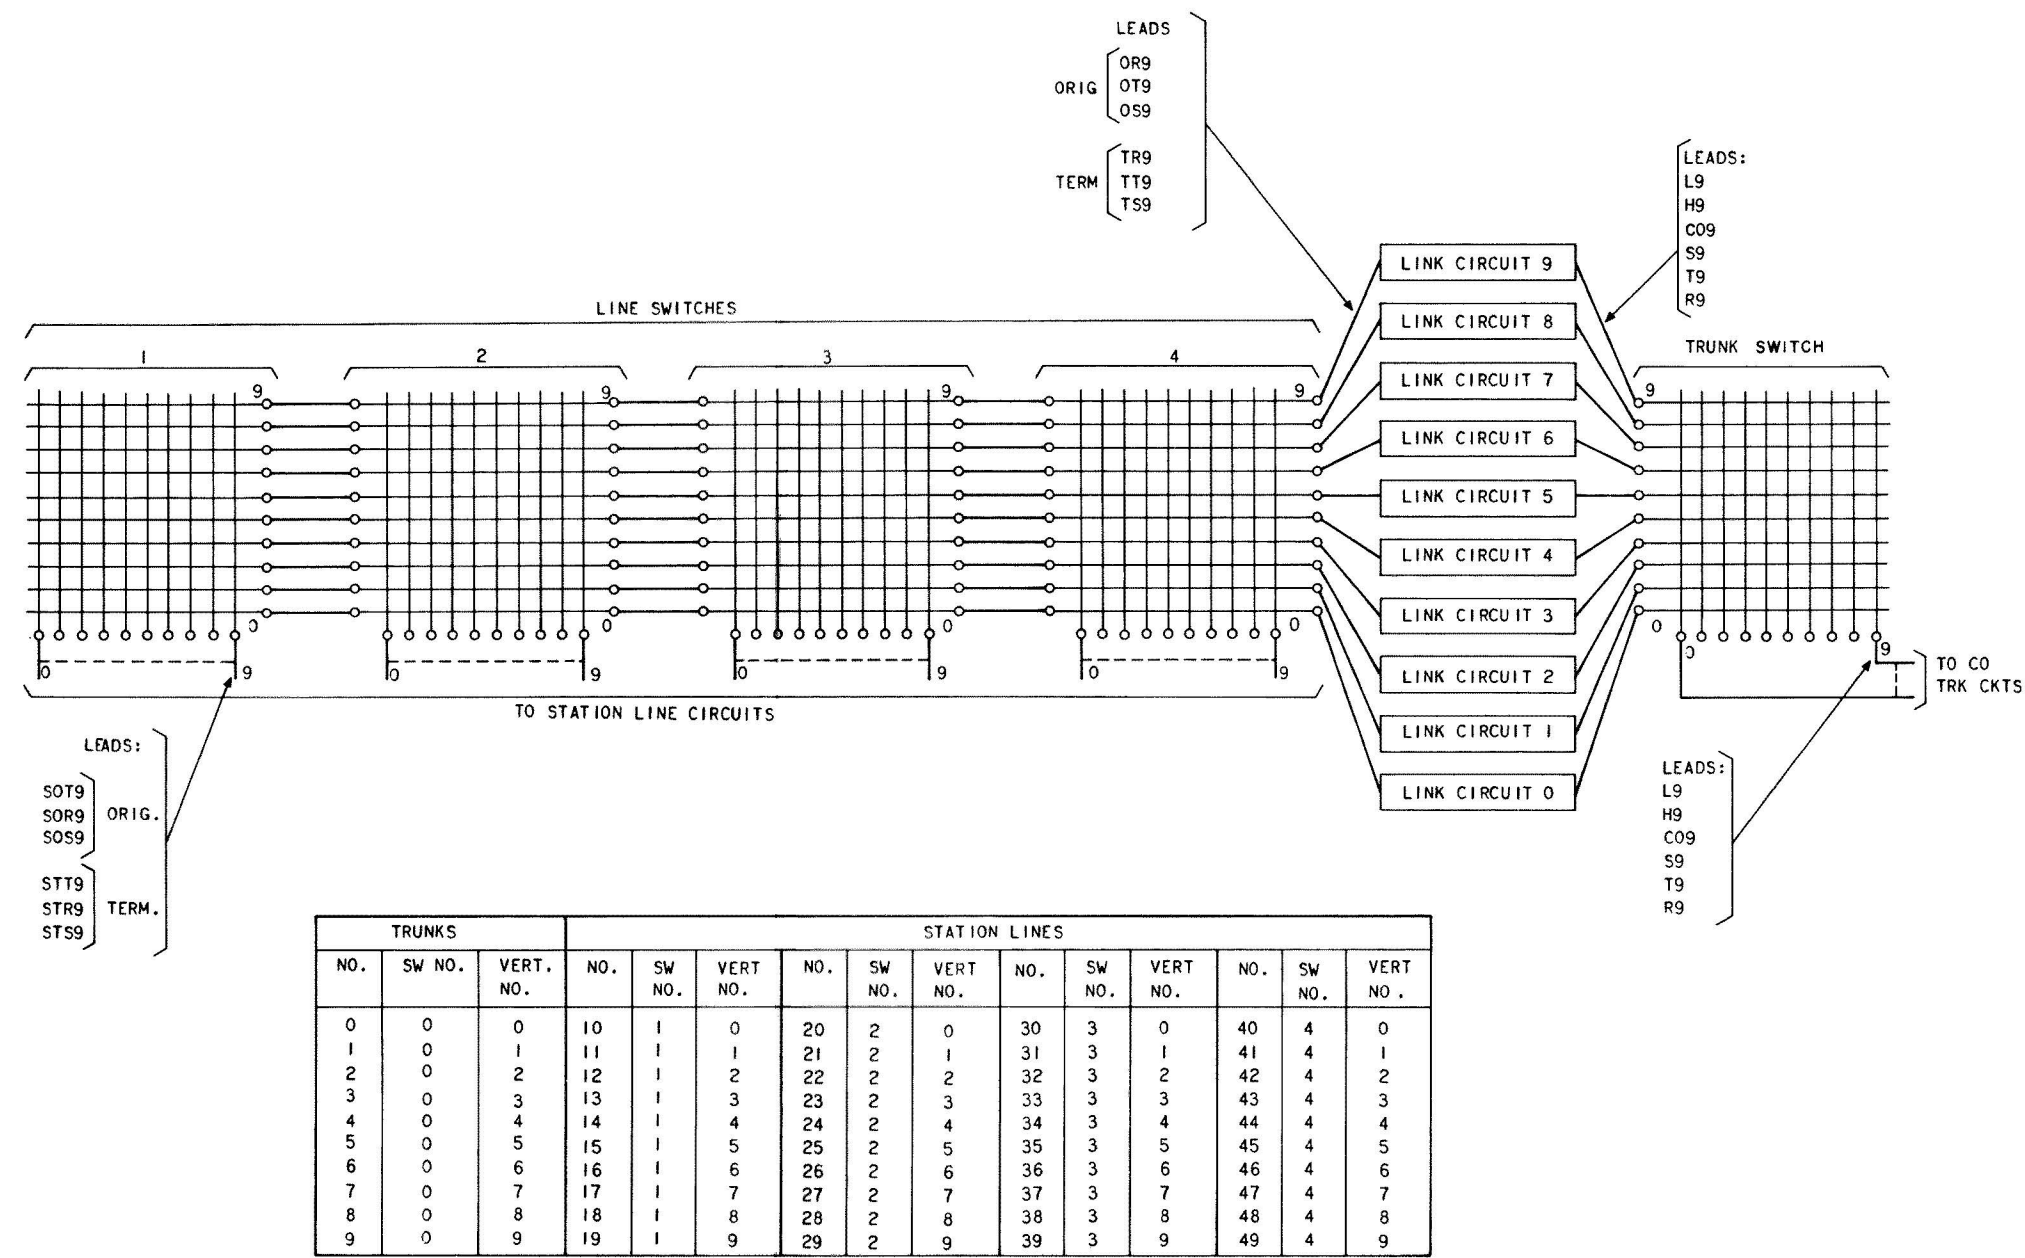 LEADS
ORIG
OR9
OT9
OS9
TERM
TR9
TT9
TS9
LEADS:
L9
H9
CO9
S9
T9
R9
LINE SWITCHES
1 2 3 4
9 9 9 9
0 0 0 0
0 9 0 9 0 9 0 9
TO STATION LINE CIRCUITS
LINK CIRCUIT 9
LINK CIRCUIT 8
LINK CIRCUIT 7
LINK CIRCUIT 6
LINK CIRCUIT 5
LINK CIRCUIT 4
LINK CIRCUIT 3
LINK CIRCUIT 2
LINK CIRCUIT 1
LINK CIRCUIT 0
TRUNK SWITCH
9
0
0 9
TO CO
TRK CKTS
LEADS:
SOT9
SOR9
SOS9
ORIG.
STT9
STR9
STS9
TERM.
LEADS:
L9
H9
CO9
S9
T9
R9
TRUNKS STATION LINES
NO. SW NO. VERT. NO. NO. SW NO. VERT NO. NO. SW NO. VERT NO. NO. SW NO. VERT NO. NO. SW NO. VERT NO.
0 0 0 10 1 0 20 2 0 30 3 0 40 4 0
1 0 1 11 1 1 21 2 1 31 3 1 41 4 1
2 0 2 12 1 2 22 2 2 32 3 2 42 4 2
3 0 3 13 1 3 23 2 3 33 3 3 43 4 3
4 0 4 14 1 4 24 2 4 34 3 4 44 4 4
5 0 5 15 1 5 25 2 5 35 3 5 45 4 5
6 0 6 16 1 6 26 2 6 36 3 6 46 4 6
7 0 7 17 1 7 27 2 7 37 3 7 47 4 7
8 0 8 18 1 8 28 2 8 38 3 8 48 4 8
9 0 9 19 1 9 29 2 9 39 3 9 49 4 9